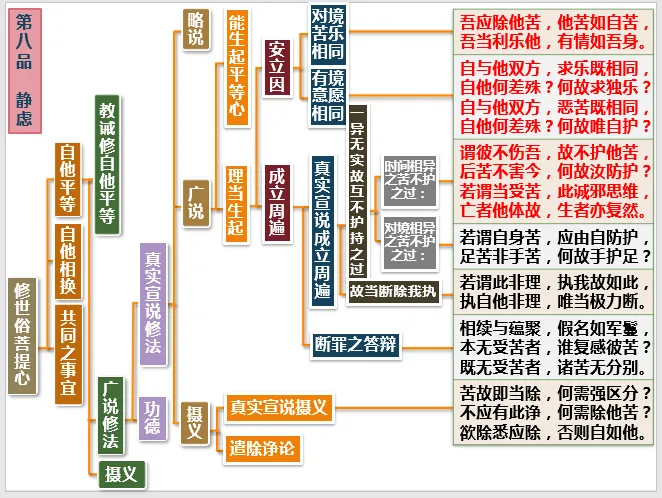 第八品 静虑
修世俗菩提心
自他平等
自他相换
共同之事宜
教诫修自他平等
广说修法
摄义
真实宣说修法
功德
略说
广说
摄义
能生起平等心
理当生起
真实宣说摄义
遣除诤论
安立因
成立周遍
对境苦乐相同
有境意愿相同
真实宣说成立周遍
断罪之答辩
一异无实故互不护持之过
故当断除我执
时间相异
之苦不护
之过：
对境相异
之苦不护
之过：
吾应除他苦，他苦如自苦，
吾当利乐他，有情如吾身。
自与他双方，求乐既相同，
自他何差殊？何故求独乐？
自与他双方，恶苦既相同，
自他何差殊？何故唯自护？
谓彼不伤吾，故不护他苦，
后苦不害今，何故汝防护？
若谓当受苦，此诚邪思维，
亡者他体故，生者亦复然。
若谓自身苦，应由自防护，
足苦非手苦，何故手护足？
若谓此非理，执我故如此，
执自他非理，唯当极力断。
相续与蕴聚，假名如军鬘，
本无受苦者，谁复感彼苦？
既无受苦者，诸苦无分别。
苦故即当除，何需强区分？
不应有此诤，何需除他苦？
欲除悉应除，否则自如他。